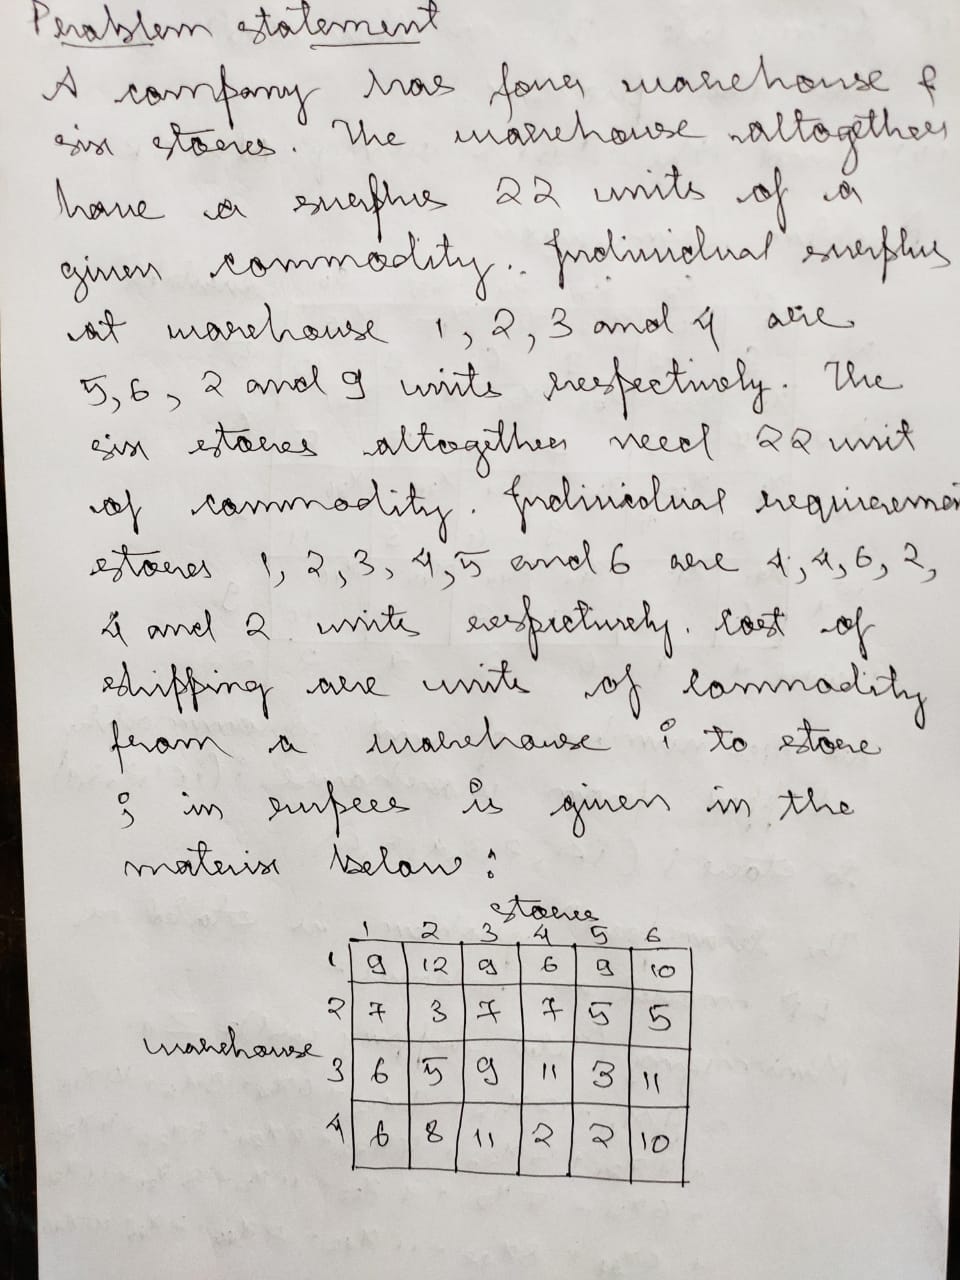 Problem statement
A company has four warehouse &
six stores. The warehouse altogether
have a surplus 22 units of a
given commodity.. Individual surplus
at warehouse 1, 2, 3 and 4 are
5, 6, 2 and 9 units respectively. The
six stores altogether need 22 unit
of commodity. Individual requiremen
stores 1, 2, 3, 4, 5 and 6 are 4, 4, 6, 2,
4 and 2 units respectively. Cost of
shipping are units of commodity
from a warehouse i to store
j in rupees is given in the
matrix below:
stores
1 2 3 4 5 6
1 9 12 9 6 9 10
2 7 3 7 7 5 5
warehouse
3 6 5 9 11 3 11
4 6 8 11 2 2 10